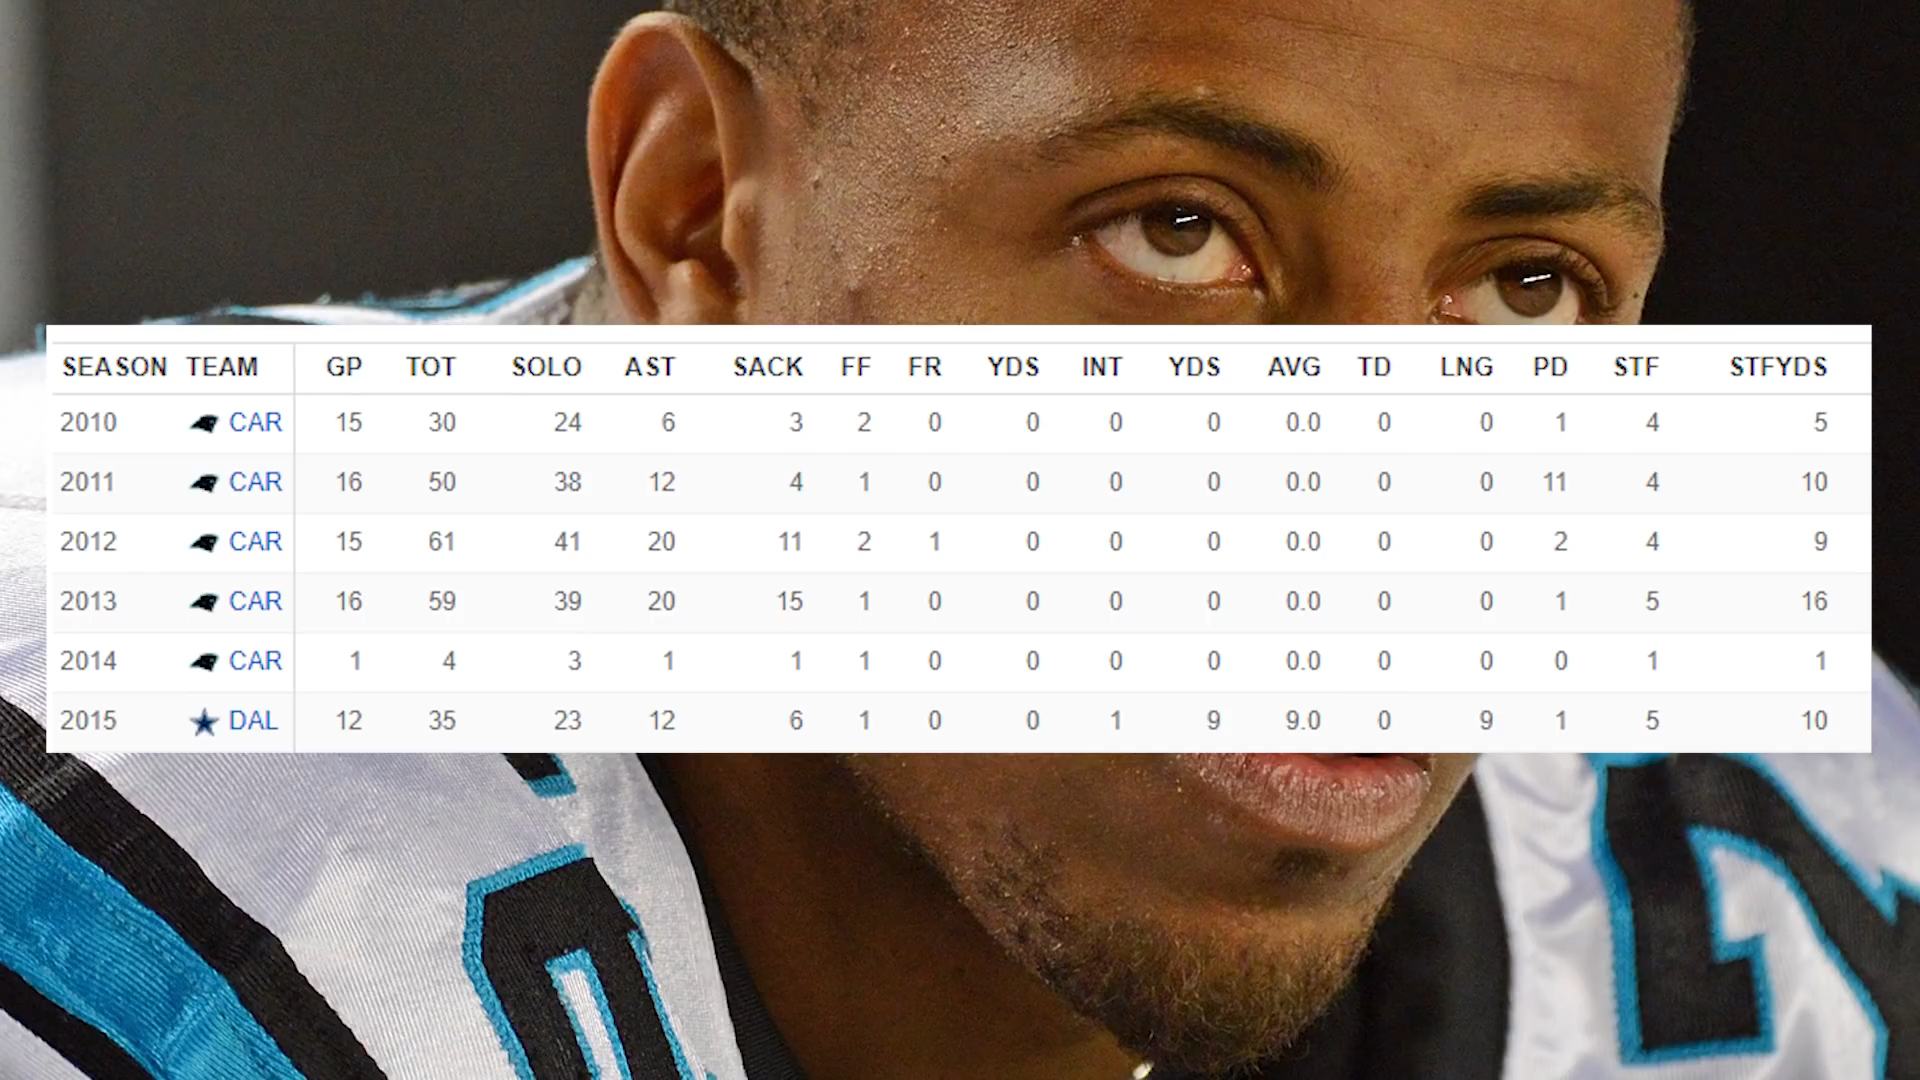 SEASON TEAM GP TOT SOLO AST SACK FF FR YDS INT YDS AVG TD LNG PD STF STFYDS
2010 CAR 15 30 24 6 3 2 0 0 0 0 0.0 0 0 1 4 5
2011 CAR 16 50 38 12 4 1 0 0 0 0 0.0 0 0 11 4 10
2012 CAR 15 61 41 20 11 2 1 0 0 0 0.0 0 0 2 4 9
2013 CAR 16 59 39 20 15 1 0 0 0 0 0.0 0 0 1 5 16
2014 CAR 1 4 3 1 1 1 0 0 0 0 0.0 0 0 0 1 1
2015 DAL 12 35 23 12 6 1 0 0 1 9 9.0 0 9 1 5 10